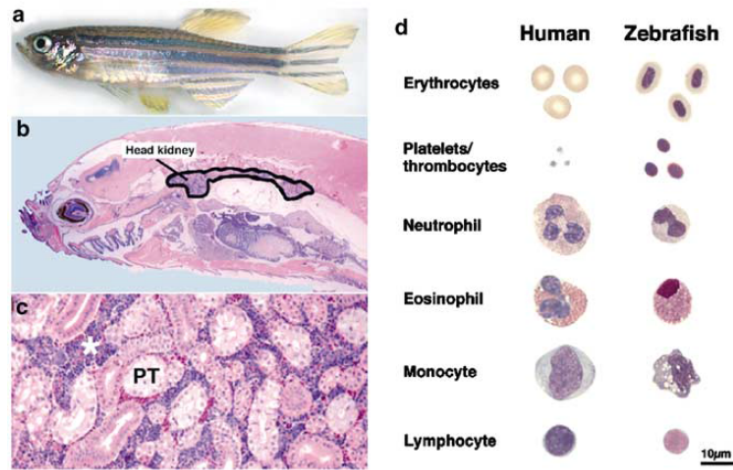 a
b
Head kidney
c
*
PT
d
Human Zebrafish
Erythrocytes
Platelets/
thrombocytes
Neutrophil
Eosinophil
Monocyte
Lymphocyte
10µm